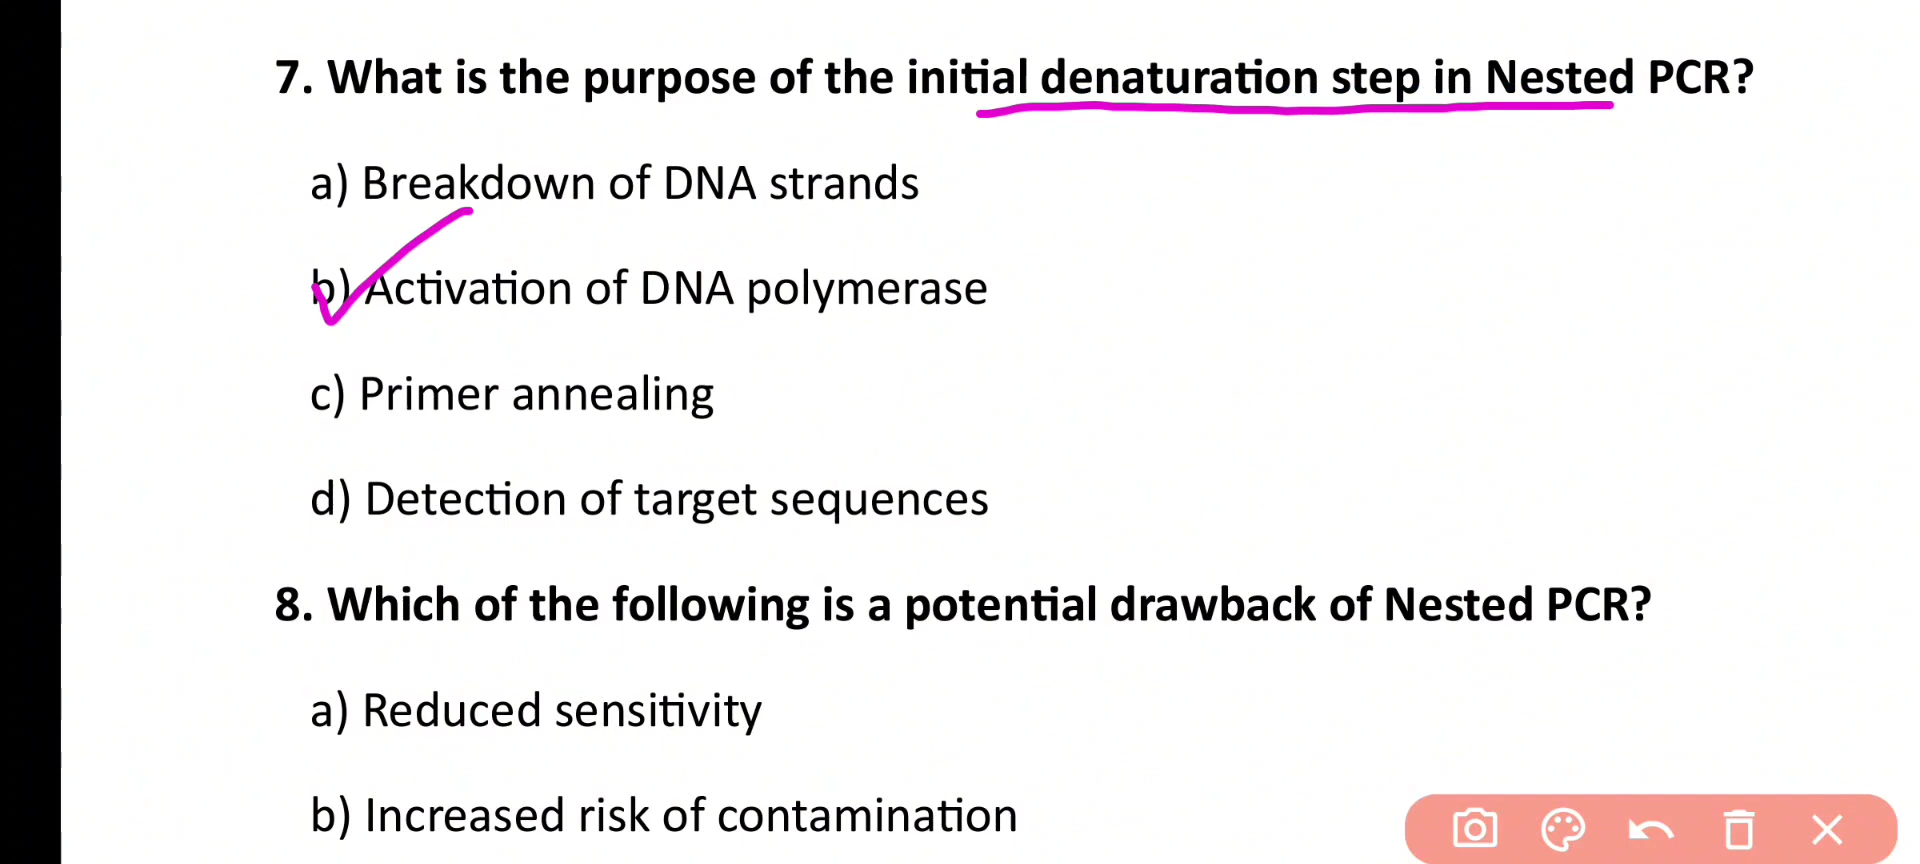 7. What is the purpose of the initial denaturation step in Nested PCR?
a) Breakdown of DNA strands
b) Activation of DNA polymerase
c) Primer annealing
d) Detection of target sequences
8. Which of the following is a potential drawback of Nested PCR?
a) Reduced sensitivity
b) Increased risk of contamination